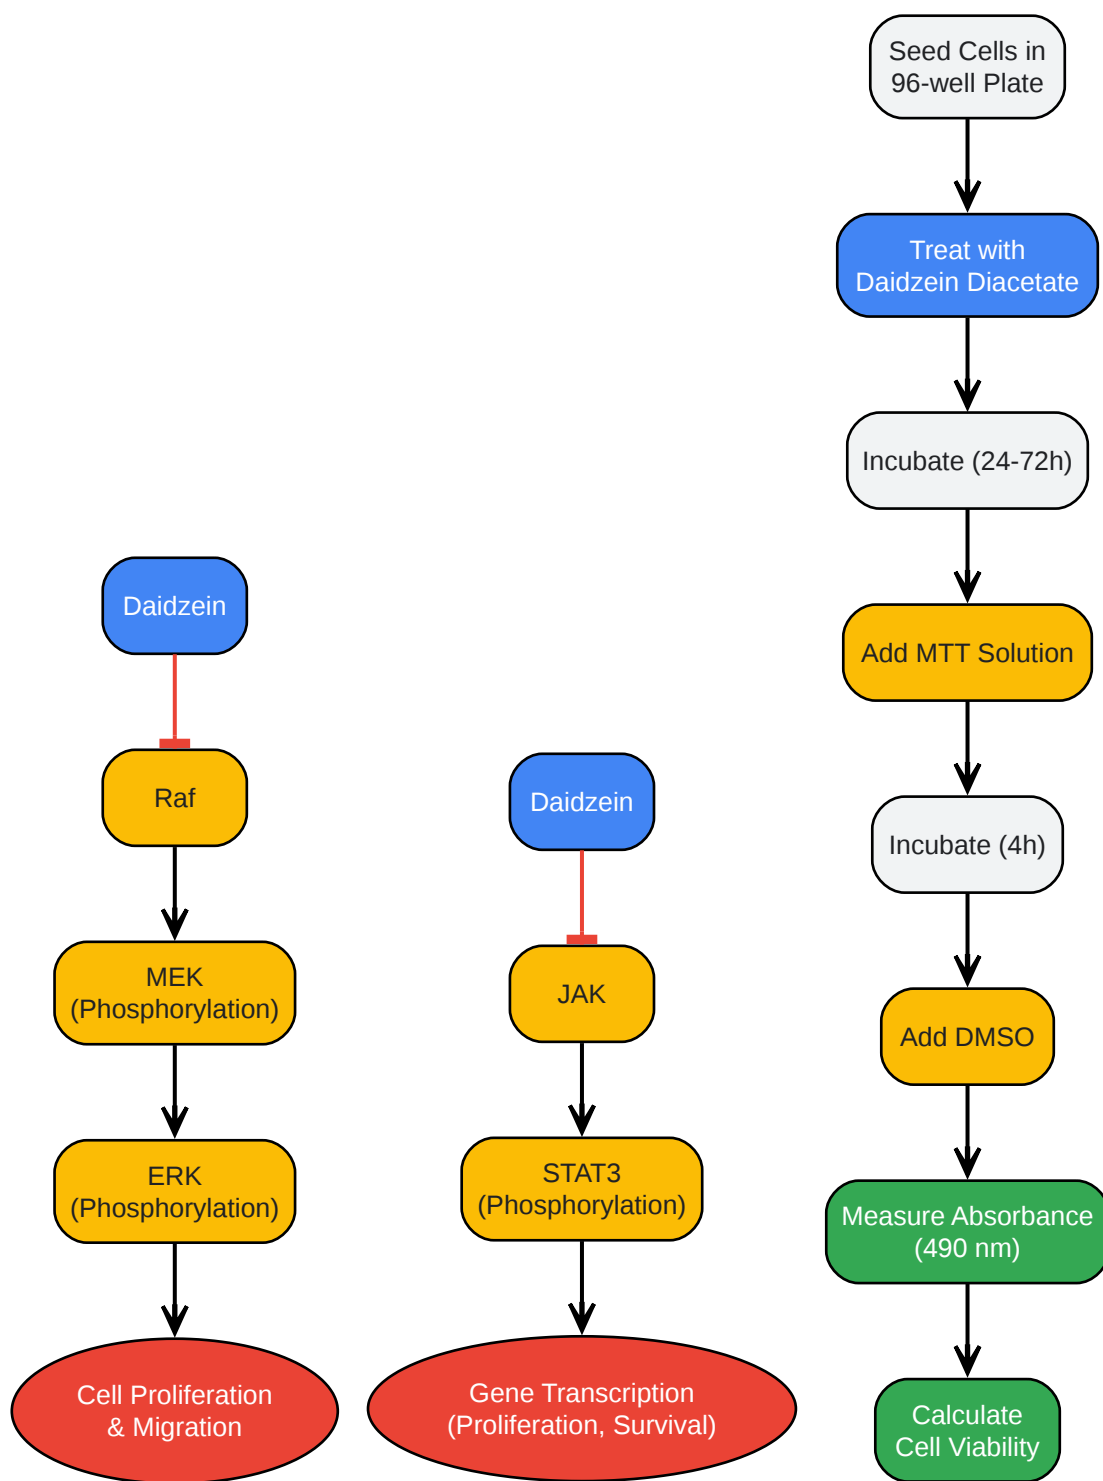 Daidzein
Raf
MEK
(Phosphorylation)
ERK
(Phosphorylation)
Cell Proliferation
& Migration
Daidzein
JAK
STAT3
(Phosphorylation)
Gene Transcription
(Proliferation, Survival)
Seed Cells in
96-well Plate
Treat with
Daidzein Diacetate
Incubate (24-72h)
Add MTT Solution
Incubate (4h)
Add DMSO
Measure Absorbance
(490 nm)
Calculate
Cell Viability